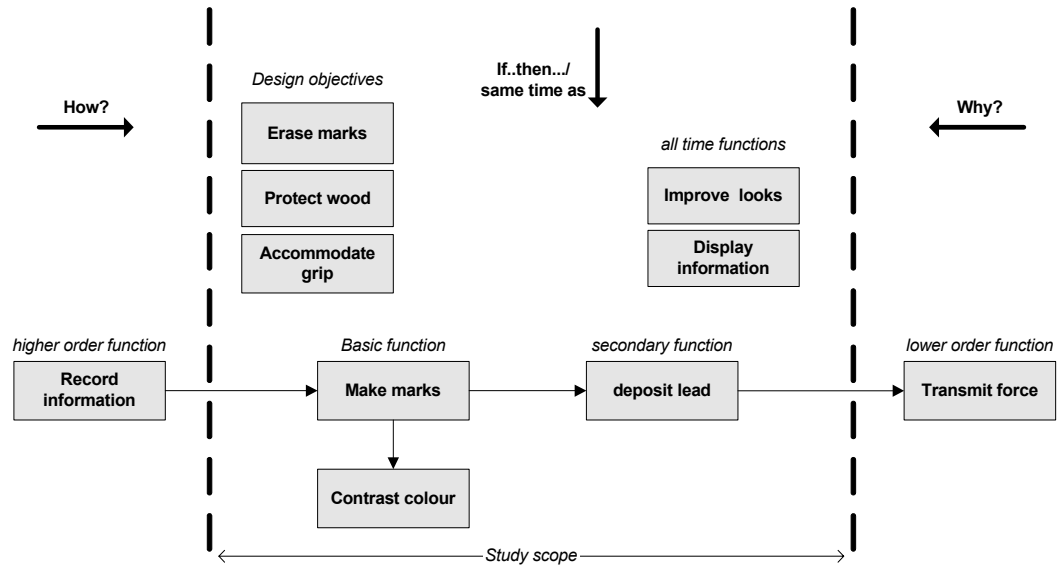 If..then.../
same time as
Design objectives
How?
Why?
Erase marks
all time functions
Protect wood
Improve looks
Accommodate
grip
Display
information
higher order function
Basic function
secondary function
lower order function
Record
information
Make marks
deposit lead
Transmit force
Contrast colour
Study scope